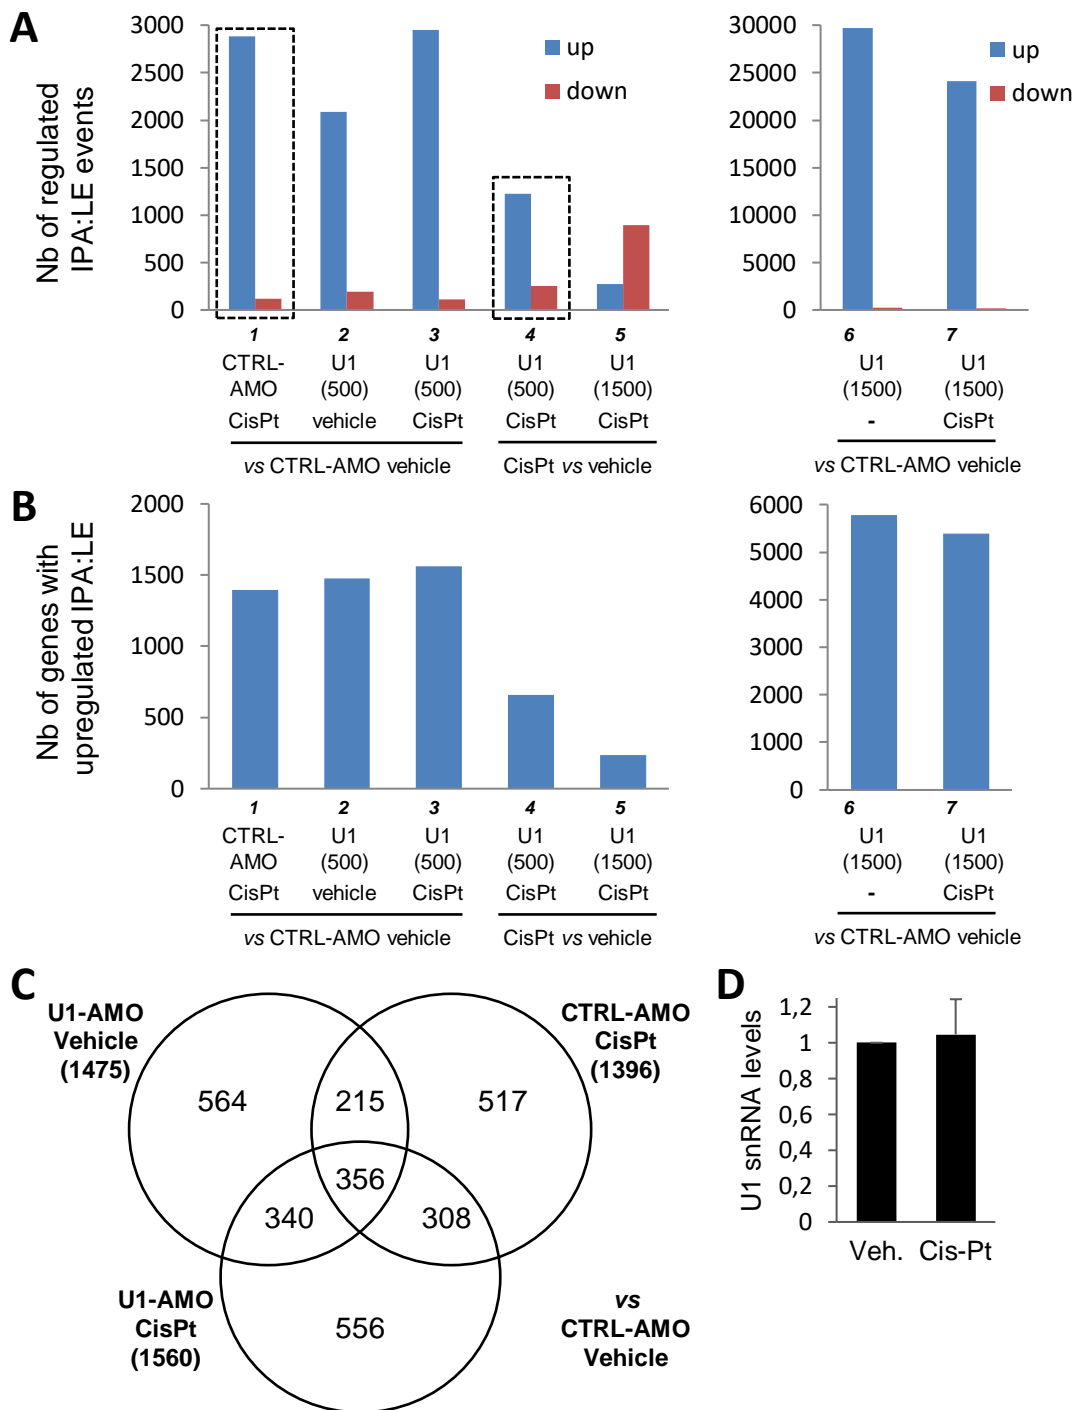 A
Nb of regulated
IPA:LE events
3000
2500
2000
1500
1000
500
0
up
down
1
2
3
4
5
CTRL-
AMO
CisPt
U1
(500)
vehicle
U1
(500)
CisPt
U1
(500)
CisPt
U1
(1500)
CisPt
vs CTRL-AMO vehicle
CisPt vs vehicle
30000
25000
20000
15000
10000
5000
0
up
down
6
7
U1
(1500)
-
U1
(1500)
CisPt
vs CTRL-AMO vehicle
B
Nb of genes with
upregulated IPA:LE
2000
1500
1000
500
0
1
2
3
4
5
CTRL-
AMO
CisPt
U1
(500)
vehicle
U1
(500)
CisPt
U1
(500)
CisPt
U1
(1500)
CisPt
vs CTRL-AMO vehicle
CisPt vs vehicle
6000
5000
4000
3000
2000
1000
0
6
7
U1
(1500)
-
U1
(1500)
CisPt
vs CTRL-AMO vehicle
C
U1-AMO
Vehicle
(1475)
CTRL-AMO
CisPt
(1396)
564
215
517
356
340
308
556
U1-AMO
CisPt
(1560)
vs
CTRL-AMO
Vehicle
D
U1 snRNA levels
1,2
1
0,8
0,6
0,4
0,2
0
Veh.
Cis-Pt